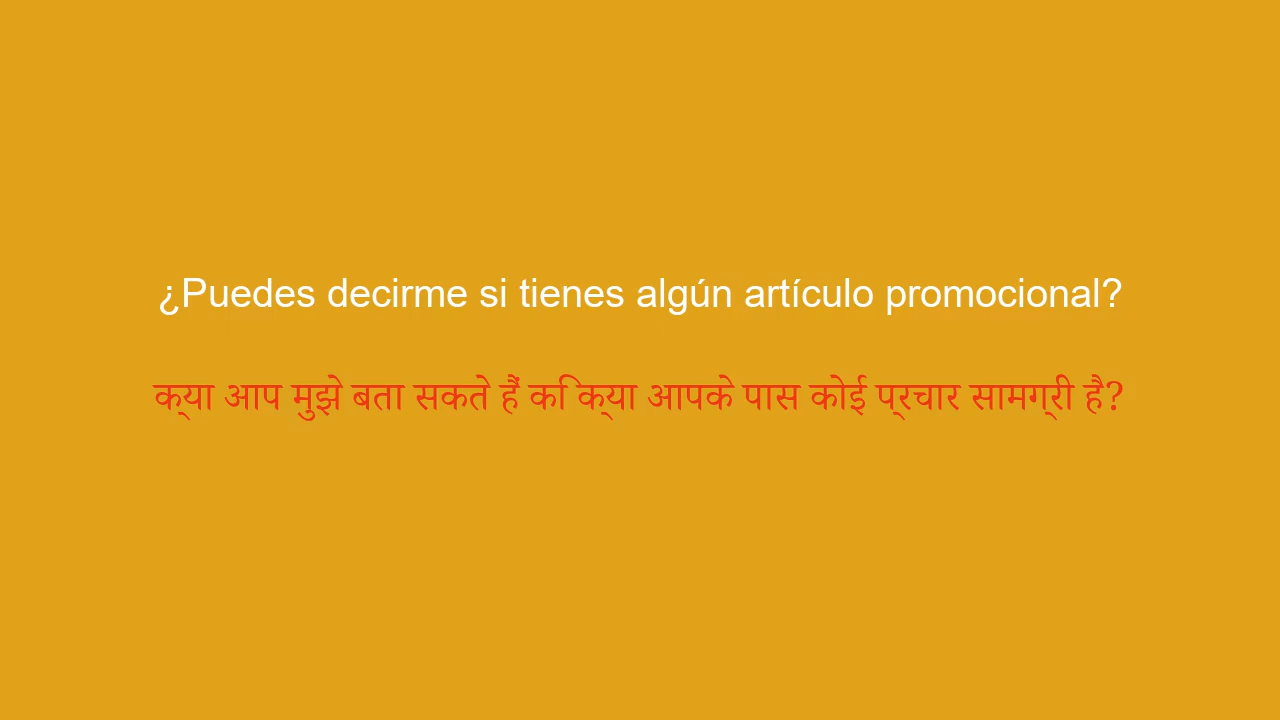 ¿Puedes decirme si tienes algún artículo promocional?
क्या आप मुझे बता सकते हैं कि क्या आपके पास कोई प्रचार सामग्री है?